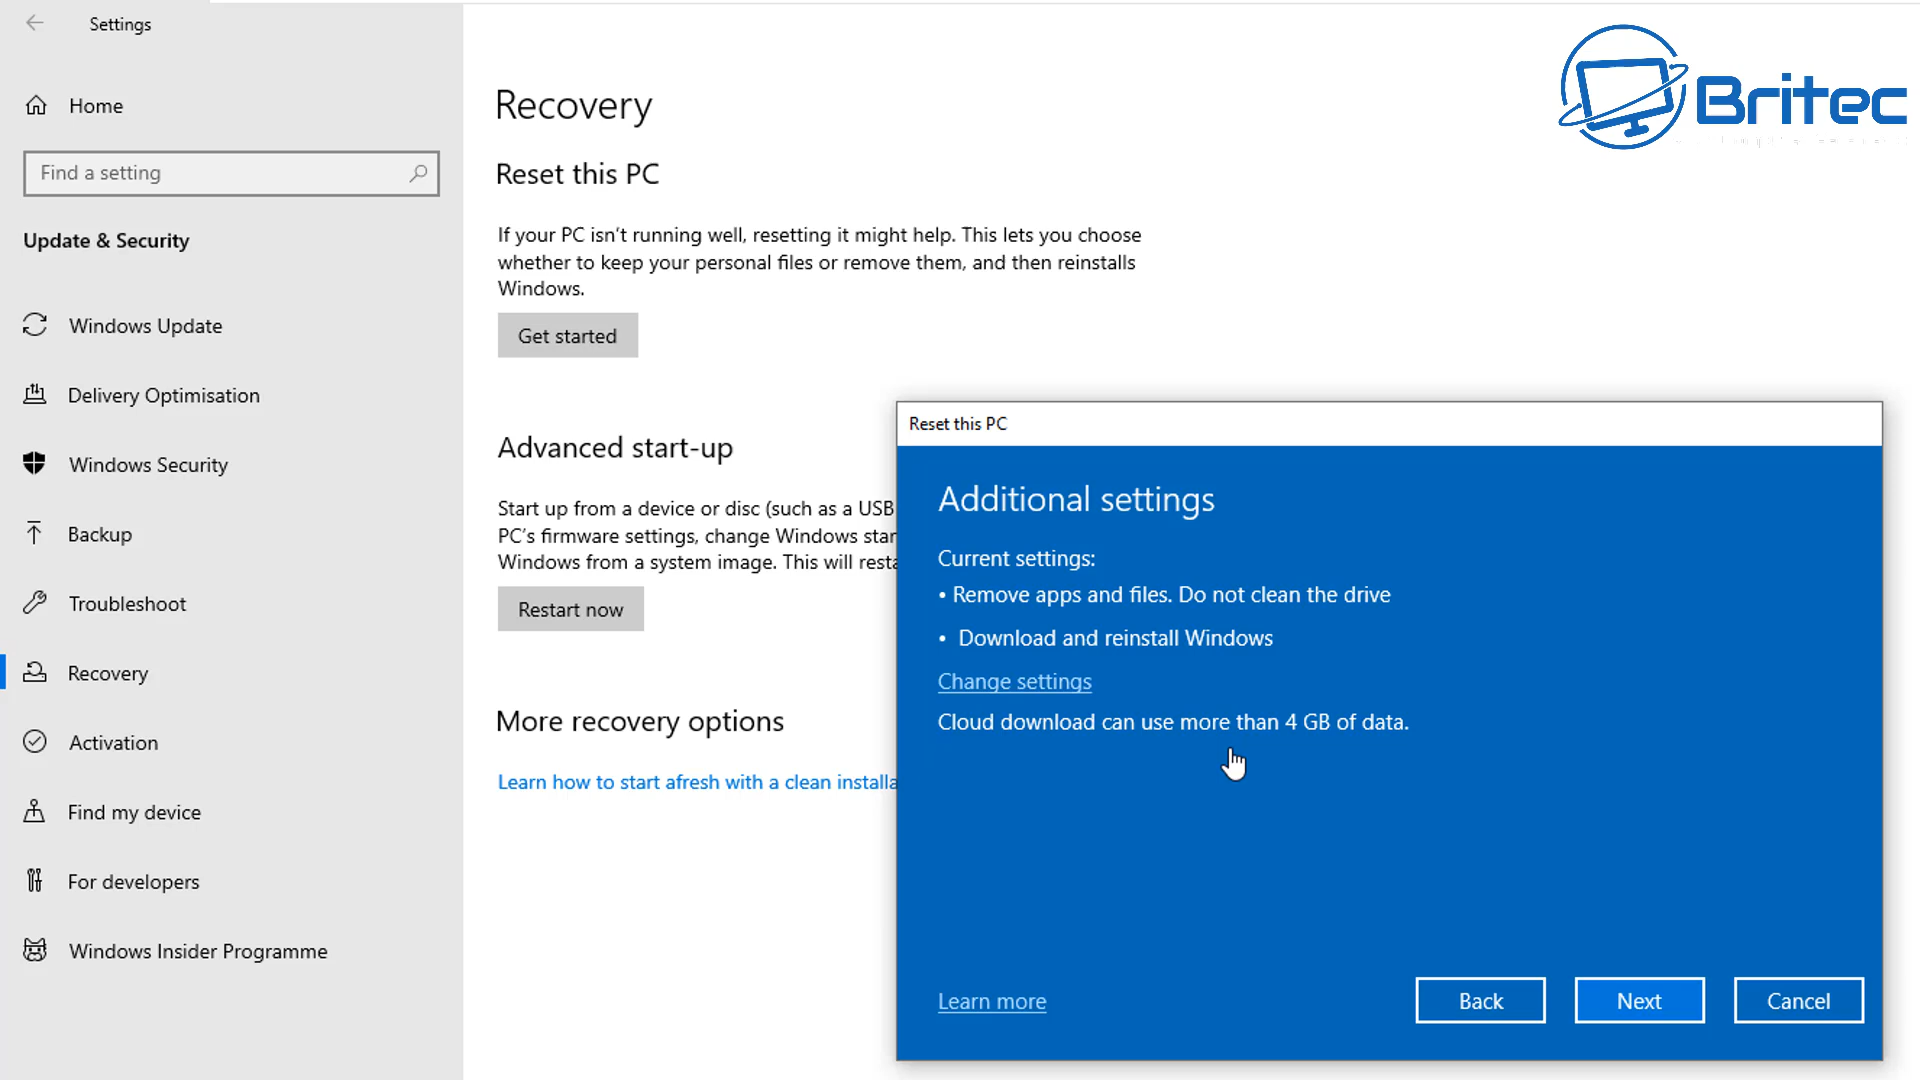 Settings
Home
Find a setting
Update & Security
Windows Update
Delivery Optimisation
Windows Security
Backup
Troubleshoot
Recovery
Activation
Find my device
For developers
Windows Insider Programme
Recovery
Reset this PC
If your PC isn't running well, resetting it might help. This lets you choose
whether to keep your personal files or remove them, and then reinstalls
Windows.
Get started
Advanced start-up
Start up from a device or disc (such as a USB
PC's firmware settings, change Windows star
Windows from a system image. This will resta
Restart now
More recovery options
Learn how to start afresh with a clean installa
Britec
Reset this PC
Additional settings
Current settings:
• Remove apps and files. Do not clean the drive
• Download and reinstall Windows
Change settings
Cloud download can use more than 4 GB of data.
Learn more
Back
Next
Cancel